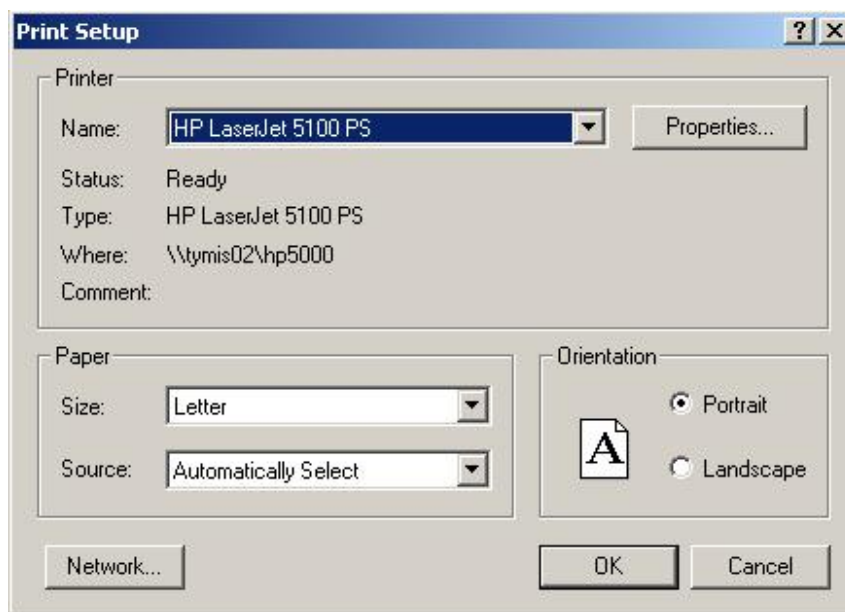 Print Setup
Printer
Name: HP LaserJet 5100 PS Properties...
Status: Ready
Type: HP LaserJet 5100 PS
Where: \\tymis02\hp5000
Comment:
Paper
Size: Letter
Source: Automatically Select
Orientation
A
Portrait
Landscape
Network... OK Cancel